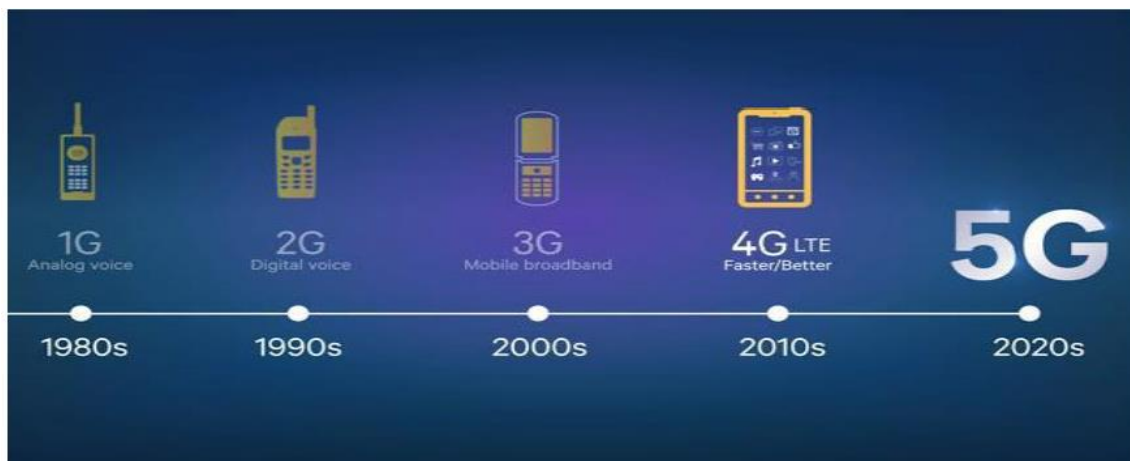 1G
Analog voice
2G
Digital voice
3G
Mobile broadband
4G LTE
Faster/Better
5G
1980s
1990s
2000s
2010s
2020s